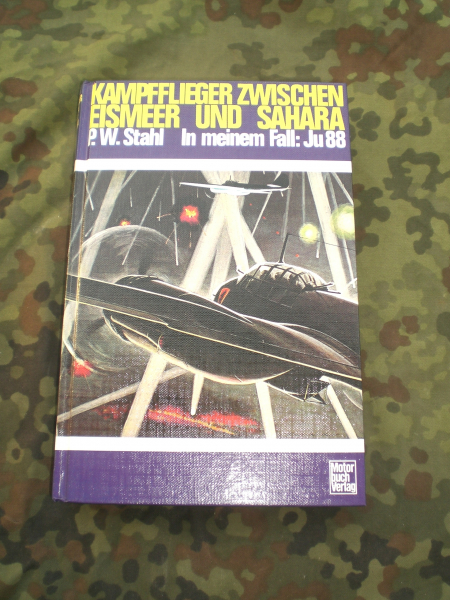 KAMPFFLIEGER ZWISCHEN
EISMEER UND SAHARA
P. W. Stahl In meinem Fall: Ju 88
Motor
buch
Verlag